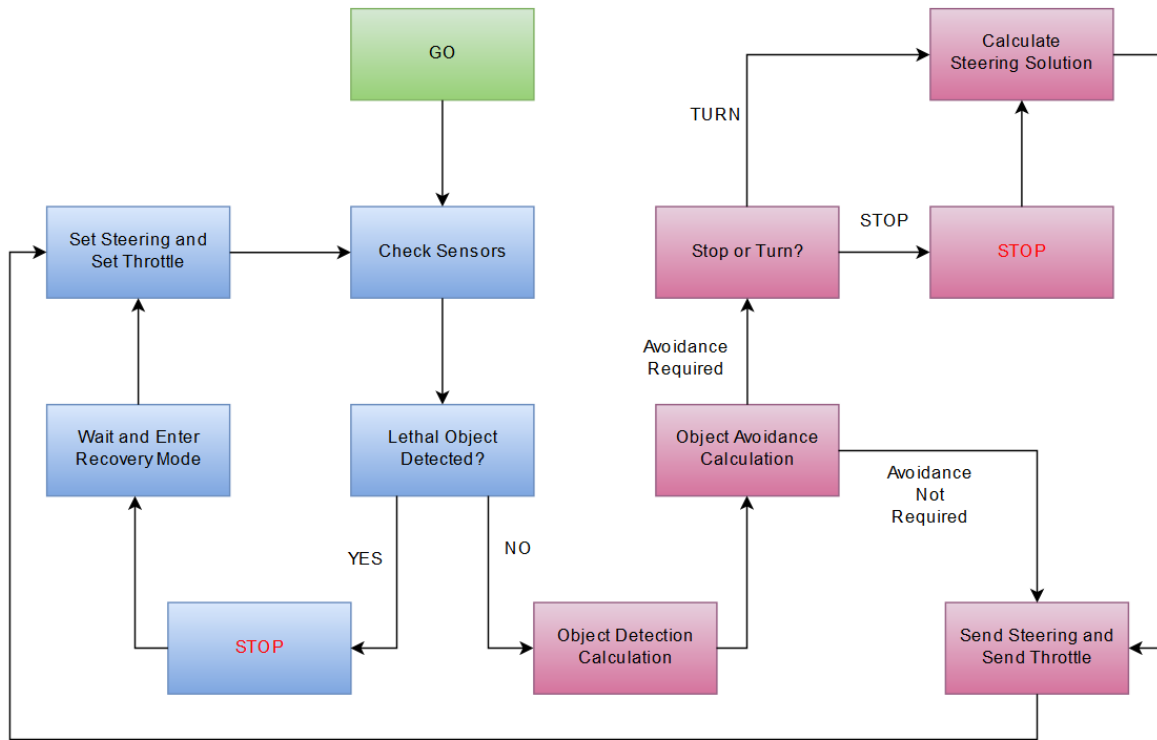 GO
Calculate
Steering Solution
TURN
Set Steering and
Set Throttle
Check Sensors
Stop or Turn?
STOP
STOP
Avoidance
Required
Wait and Enter
Recovery Mode
Lethal Object
Detected?
Object Avoidance
Calculation
Avoidance
Not
Required
YES
NO
STOP
Object Detection
Calculation
Send Steering and
Send Throttle